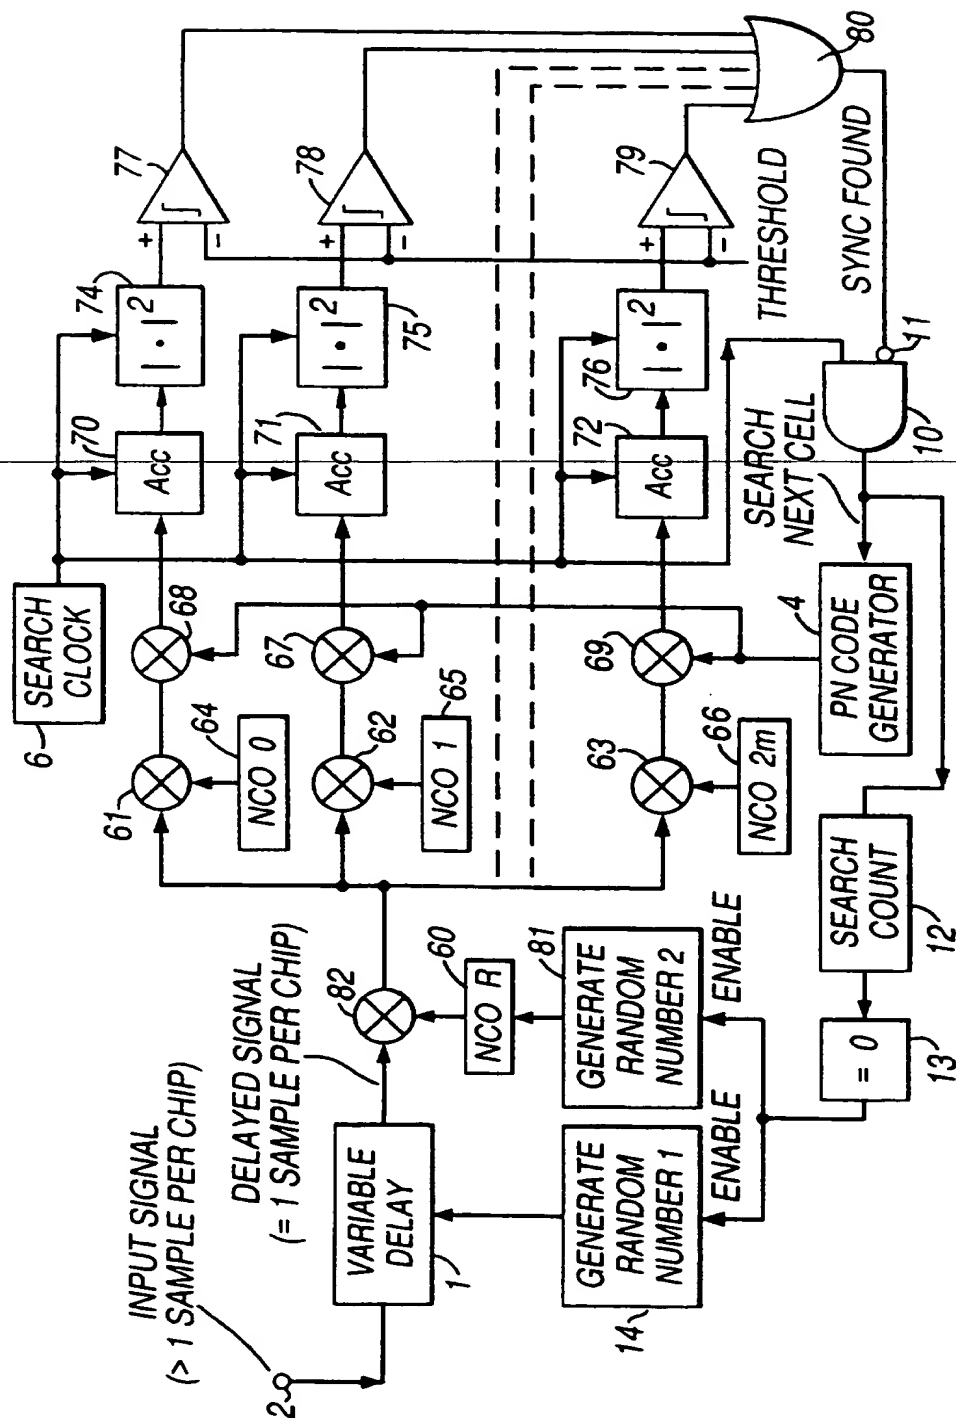 INPUT SIGNAL
(> 1 SAMPLE PER CHIP)
2
VARIABLE
DELAY
1
DELAYED SIGNAL
(= 1 SAMPLE PER CHIP)
82
60
NCO R
GENERATE
RANDOM
NUMBER 1
14
GENERATE
RANDOM
NUMBER 2
81
ENABLE
ENABLE
= 0
13
SEARCH
COUNT
12
61
NCO 0
64
62
NCO 1
65
63
NCO 2m
66
68
67
69
PN CODE
GENERATOR
4
SEARCH
CLOCK
6
Acc
70
Acc
71
Acc
72
| • |2
74
| • |2
75
| • |2
76
+
-
77
+
-
78
+
-
79
THRESHOLD
SYNC FOUND
80
11
10
SEARCH
NEXT CELL